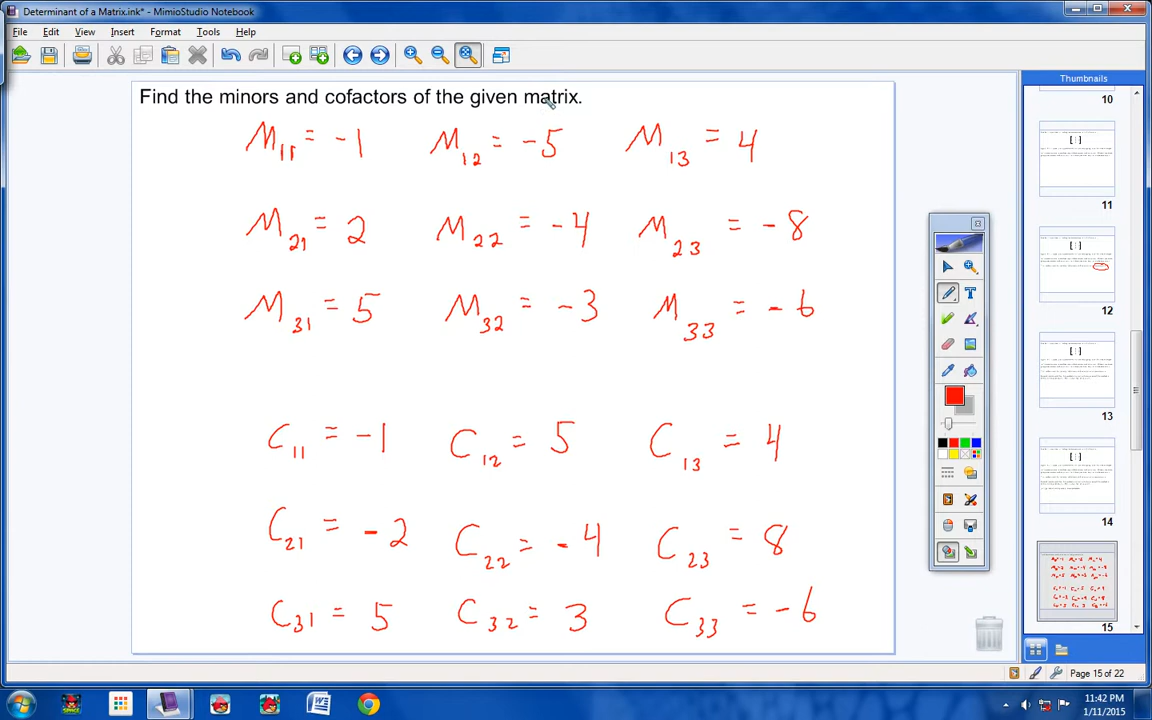 Determinant of a Matrix.ink* - MimioStudio Notebook
File Edit View Insert Format Tools Help
Find the minors and cofactors of the given matrix.
M₁₁ = -1 M₁₂ = -5 M₁₃ = 4
M₂₁ = 2 M₂₂ = -4 M₂₃ = -8
M₃₁ = 5 M₃₂ = -3 M₃₃ = -6
C₁₁ = -1 C₁₂ = 5 C₁₃ = 4
C₂₁ = -2 C₂₂ = -4 C₂₃ = 8
C₃₁ = 5 C₃₂ = 3 C₃₃ = -6
Thumbnails
10
11
12
13
14
15
Page 15 of 22
11:42 PM
1/11/2015